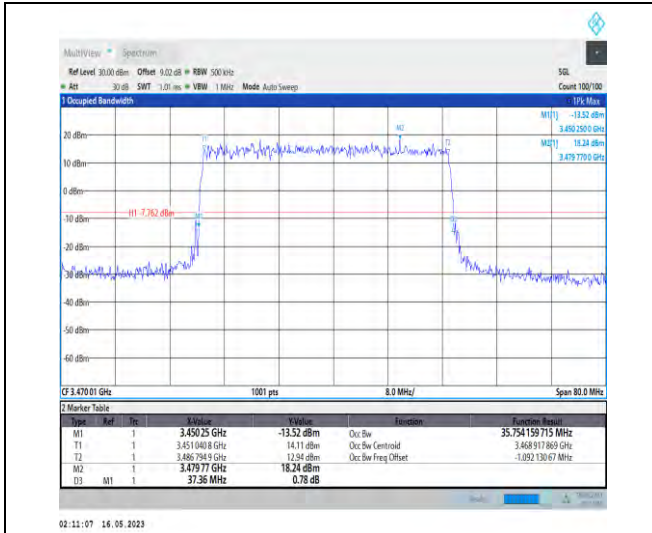 MultiView Spectrum
Ref Level 30.00 dBm Offset 9.02 dB RBW 500 kHz SGL
Att 30 dB SWT 1.01 ms VBW 1 MHz Mode Auto Sweep Count 100/100
1 Occupied Bandwidth 1Pk Max
M1[1] -13.52 dBm
3.450 250 0 GHz
M2[1] 18.24 dBm
3.479 770 0 GHz
M2
20 dBm
T1
T2
10 dBm
0 dBm
H1 -7.762 dBm
-10 dBm
M1
D3
-20 dBm
-30 dBm
-40 dBm
-50 dBm
-60 dBm
CF 3.470 01 GHz 1001 pts 8.0 MHz/ Span 80.0 MHz
2 Marker Table
Type Ref Trc X-Value Y-Value Function Function Result
M1 1 3.450 25 GHz -13.52 dBm Occ Bw 35.754 159 715 MHz
T1 1 3.451 040 8 GHz 14.11 dBm Occ Bw Centroid 3.468 917 869 GHz
T2 1 3.486 794 9 GHz 12.94 dBm Occ Bw Freq Offset -1.092 130 67 MHz
M2 1 3.479 77 GHz 18.24 dBm
D3 M1 1 37.36 MHz 0.78 dB
02:11:07 16.05.2023